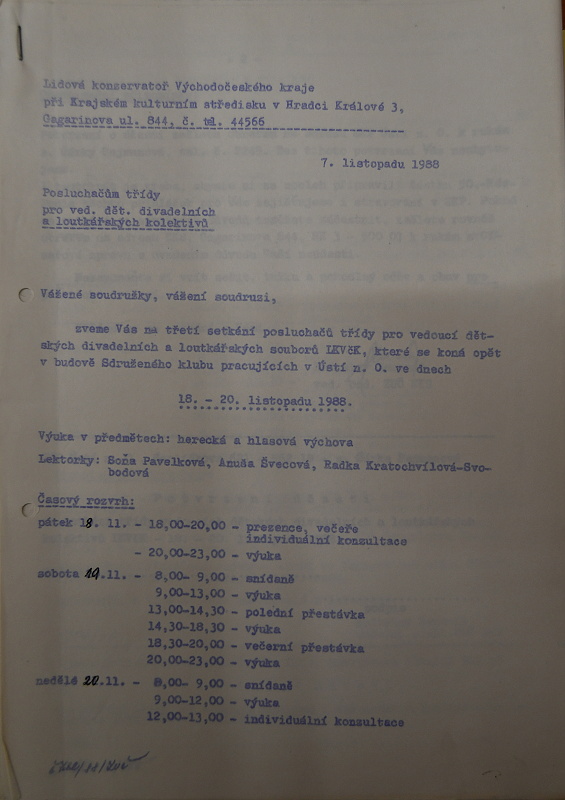 Lidová konservatoř Východočeského kraje
při Krajském kulturním středisku v Hradci Králové 3,
Gagarinova ul. 844, č. tel. 44566
7. listopadu 1988
Posluchačům třídy
pro ved. dět. divadelních
a loutkářských kolektivů
Vážené soudružky, vážení soudruzi,
zveme Vás na třetí setkání posluchačů třídy pro vedoucí dět-
ských divadelních a loutkářských souborů LKVčK, které se koná opět
v budově Sdruženého klubu pracujících v Ústí n. O. ve dnech
18. - 20. listopadu 1988.
Výuka v předmětech: herecká a hlasová výchova
Lektorky: Soňa Pavelková, Anuša Švecová, Radka Kratochvílová-Svo-
bodová
Časový rozvrh:
pátek 18. 11. - 18,00-20,00 - prezence, večeře
individuální konzultace
- 20,00-23,00 - výuka
sobota 19.11. - 8,00- 9,00 - snídaně
9,00-13,00 - výuka
13,00-14,30 - polední přestávka
14,30-18,30 - výuka
18,30-20,00 - večerní přestávka
20,00-23,00 - výuka
neděle 20.11. - 8,00- 9,00 - snídaně
9,00-12,00 - výuka
12,00-13,00 - individuální konzultace